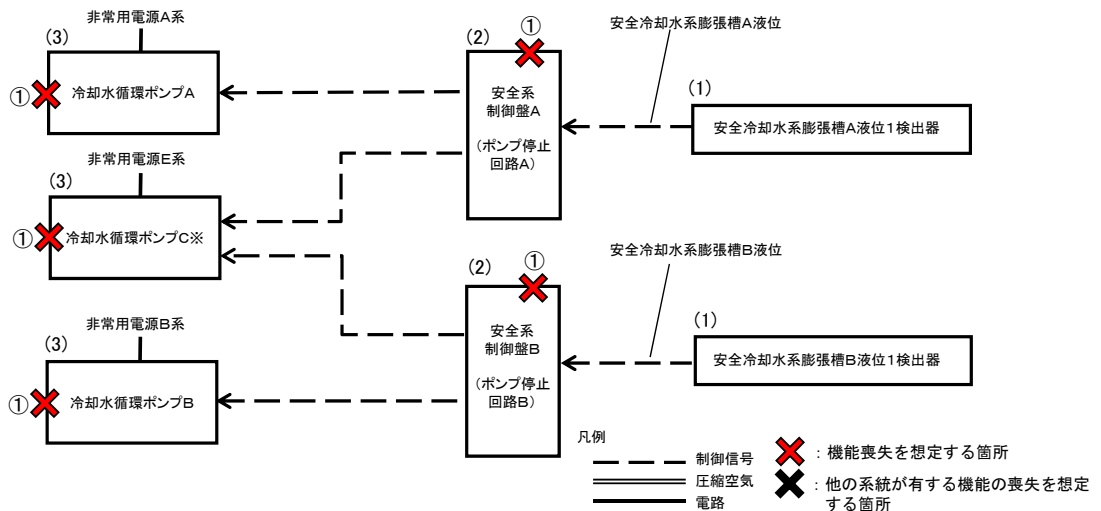 非常用電源A系
(3)
①
冷却水循環ポンプA
非常用電源E系
(3)
①
冷却水循環ポンプC※
非常用電源B系
(3)
①
冷却水循環ポンプB
(2)
①
安全系
制御盤A
(ポンプ停止
回路A)
(2)
①
安全系
制御盤B
(ポンプ停止
回路B)
安全冷却水系膨張槽A液位
(1)
安全冷却水系膨張槽A液位1検出器
安全冷却水系膨張槽B液位
(1)
安全冷却水系膨張槽B液位1検出器
凡例
制御信号
圧縮空気
電路
：機能喪失を想定する箇所
：他の系統が有する機能の喪失を想定
する箇所